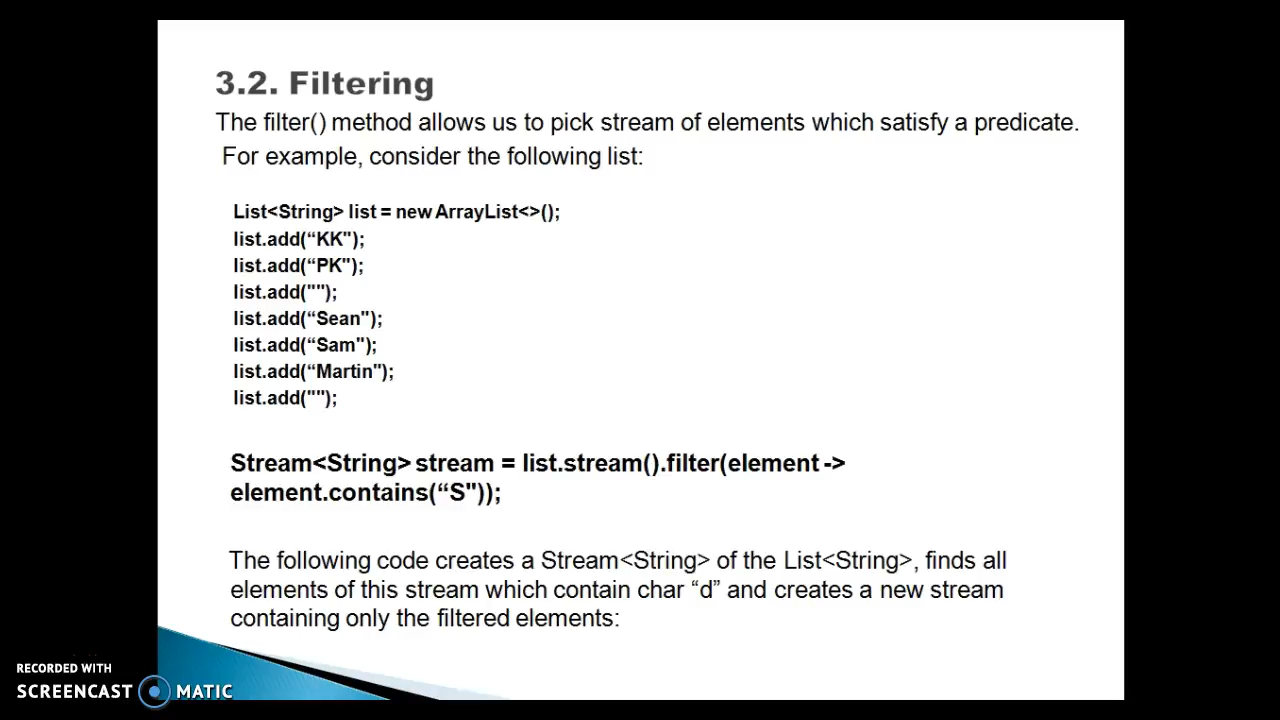 3.2. Filtering
The filter() method allows us to pick stream of elements which satisfy a predicate.
For example, consider the following list:
List<String> list = new ArrayList<>();
list.add(“KK");
list.add(“PK");
list.add("");
list.add(“Sean");
list.add(“Sam");
list.add(“Martin");
list.add("");
Stream<String> stream = list.stream().filter(element ->
element.contains(“S"));
The following code creates a Stream<String> of the List<String>, finds all
elements of this stream which contain char “d” and creates a new stream
containing only the filtered elements:
RECORDED WITH
SCREENCAST MATIC